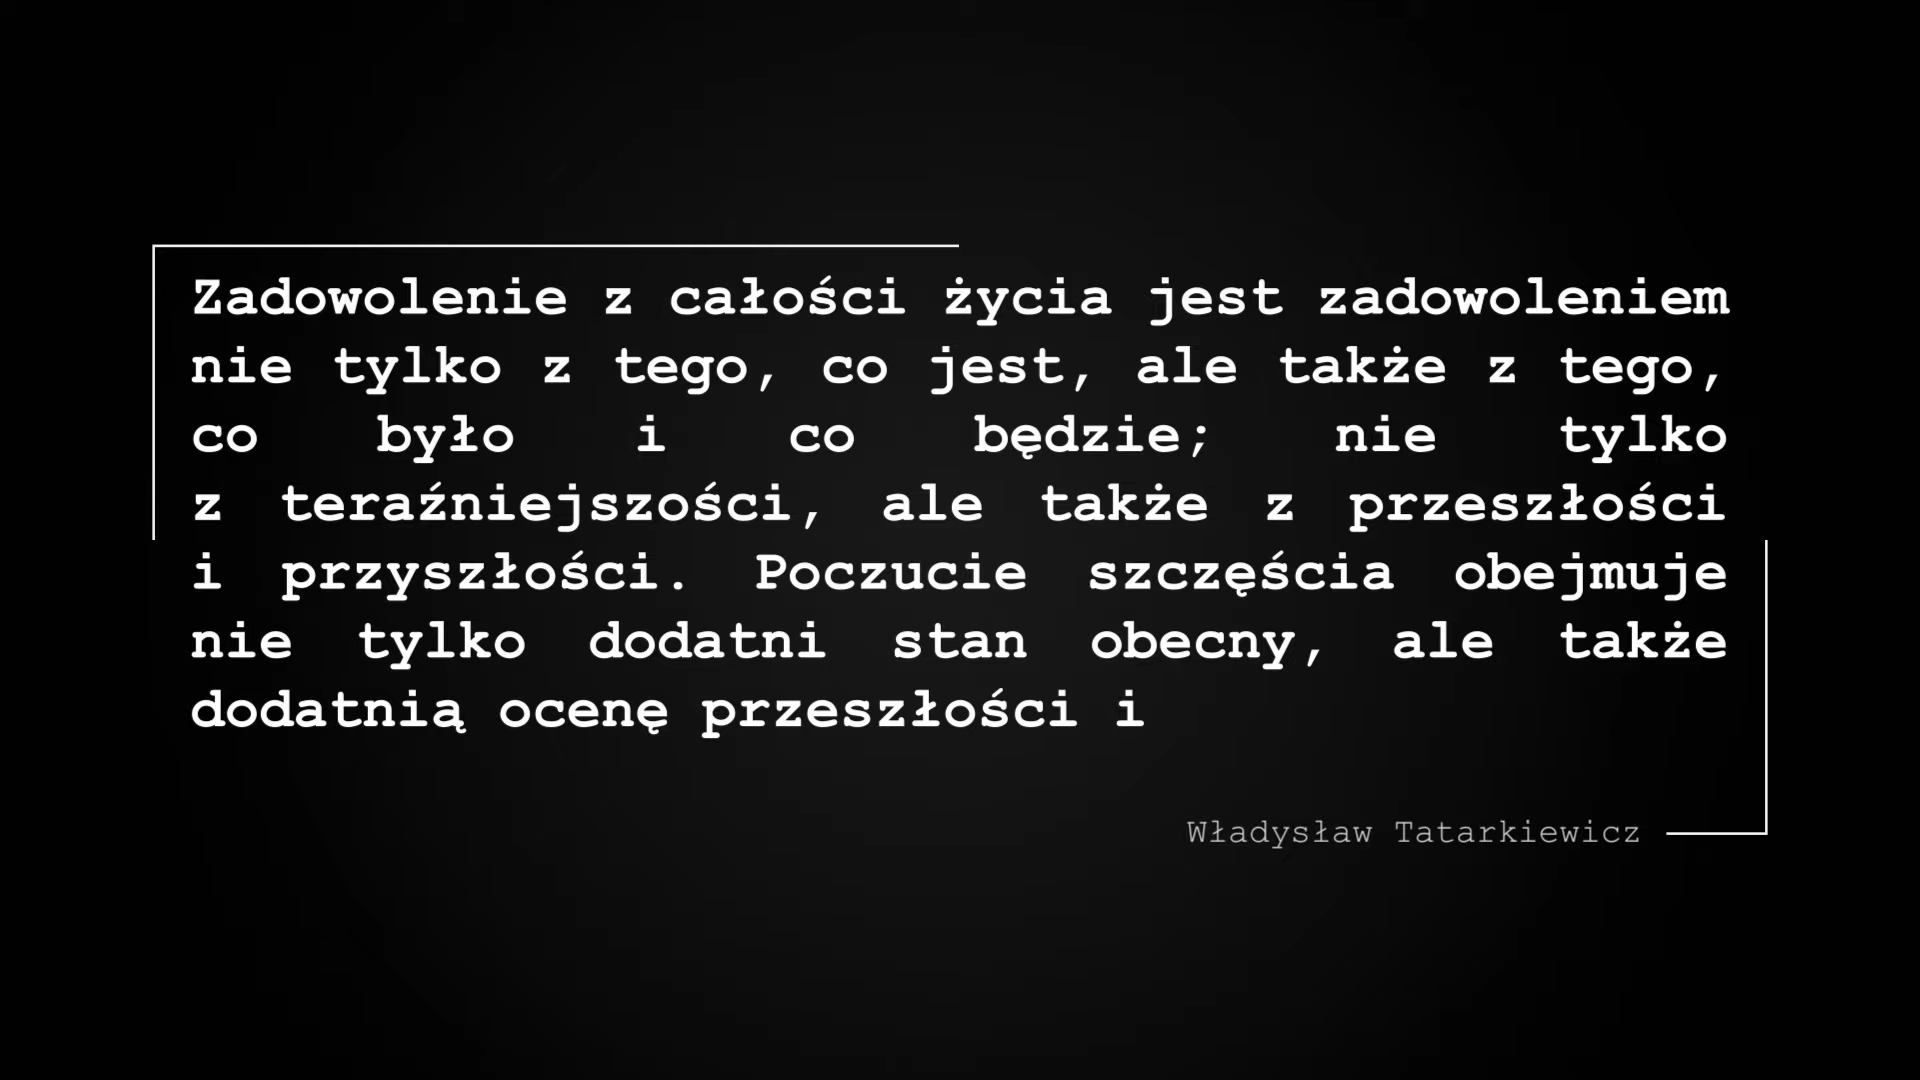 Zadowolenie z całości życia jest zadowoleniem
nie tylko z tego, co jest, ale także z tego,
co było i co będzie; nie tylko
z teraźniejszości, ale także z przeszłości
i przyszłości. Poczucie szczęścia obejmuje
nie tylko dodatni stan obecny, ale także
dodatnią ocenę przeszłości i
Władysław Tatarkiewicz